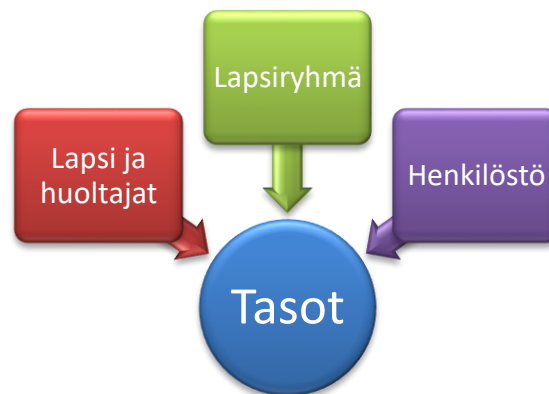 Lapsiryhmä
Lapsi ja
huoltajat
Henkilöstö
Tasot